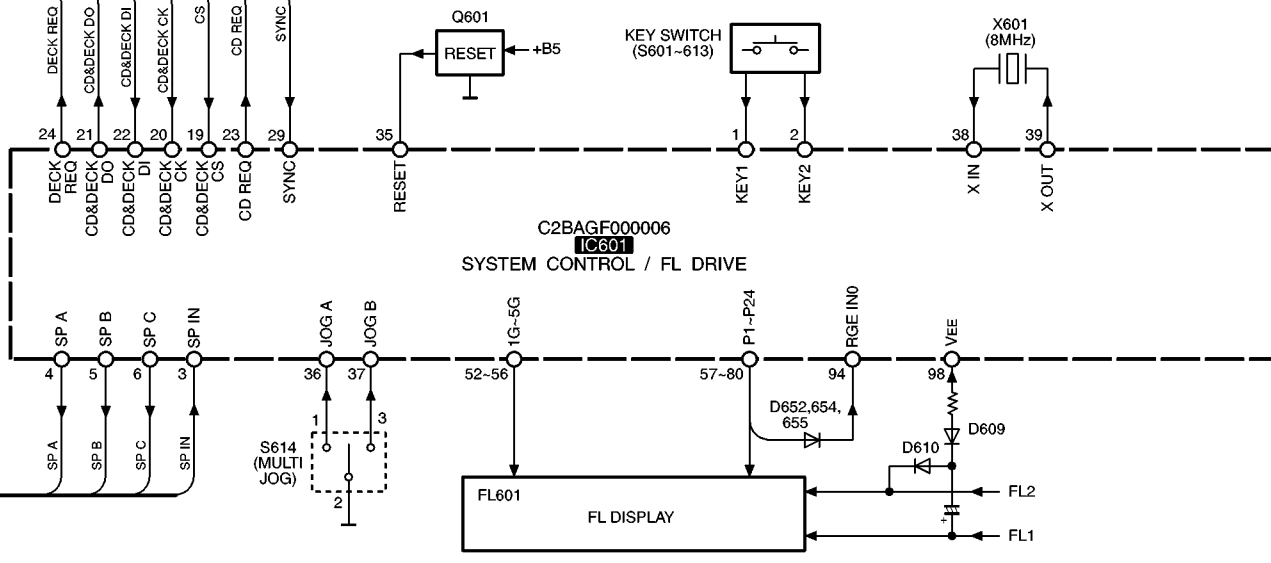 DECK REQ
CD&DECK DO
CD&DECK DI
CD&DECK CK
CS
CD REQ
SYNC
Q601
RESET
+B5
KEY SWITCH
(S601~613)
X601
(8MHz)
24
21
22
20
19
23
29
35
1
2
38
39
DECK
REQ
CD&DECK
DO
CD&DECK
DI
CD&DECK
CK
CD&DECK
CS
CD REQ
SYNC
RESET
KEY1
KEY2
X IN
X OUT
C2BAGF000006
IC601
SYSTEM CONTROL / FL DRIVE
SP A
SP B
SP C
SP IN
JOG A
JOG B
1G~5G
P1~P24
RGE IN0
VEE
4
5
6
3
36
37
52~56
57~80
94
98
SP A
SP B
SP C
SP IN
1
3
S614
(MULTI
JOG)
2
D652,654,
655
D609
D610
FL601
FL DISPLAY
FL2
+
FL1